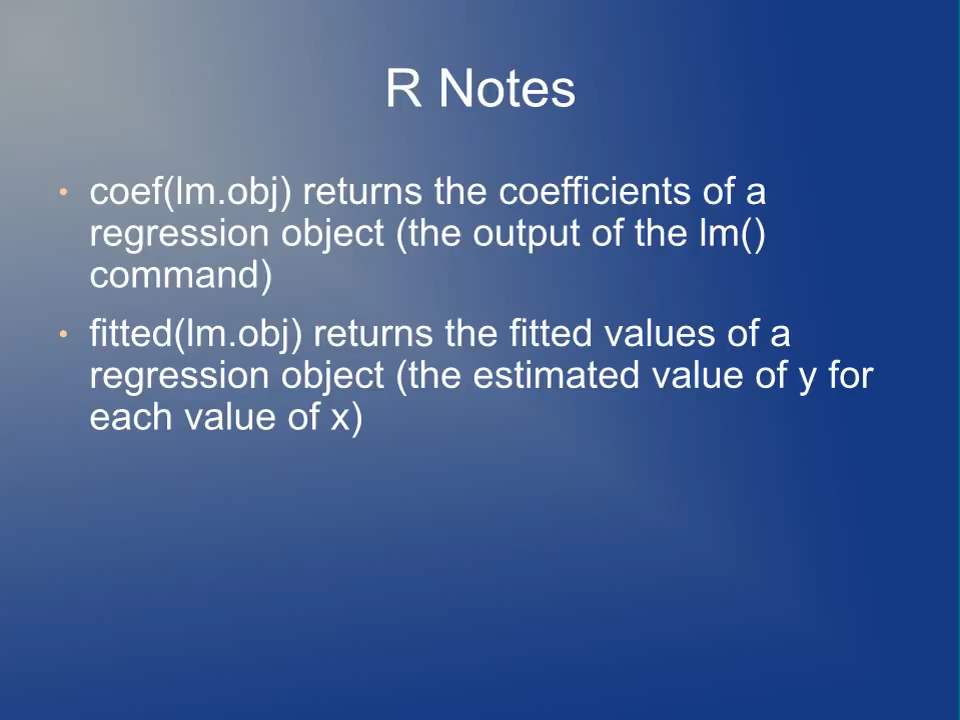 R Notes
• coef(lm.obj) returns the coefficients of a
regression object (the output of the lm()
command)
• fitted(lm.obj) returns the fitted values of a
regression object (the estimated value of y for
each value of x)